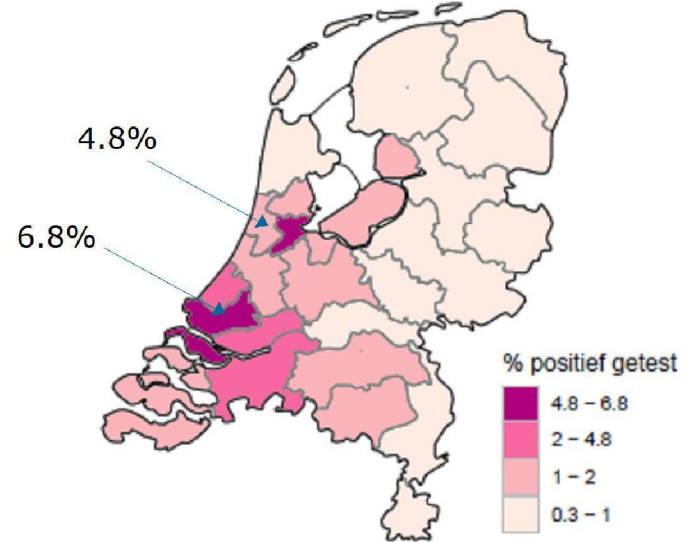 4.8%
6.8%
% positief getest
4.8 – 6.8
2 – 4.8
1 – 2
0.3 – 1